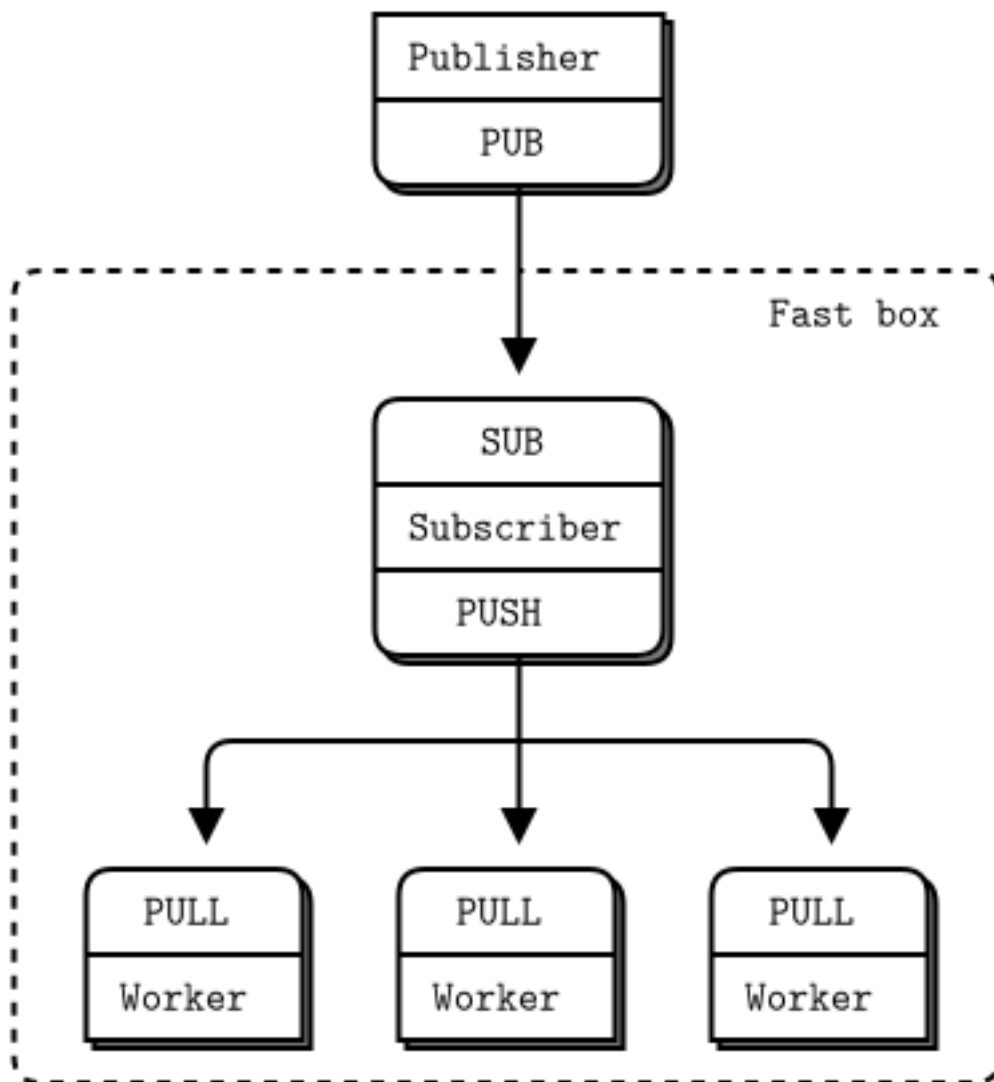 Publisher
PUB
Fast box
SUB
Subscriber
PUSH
PULL PULL PULL
Worker Worker Worker